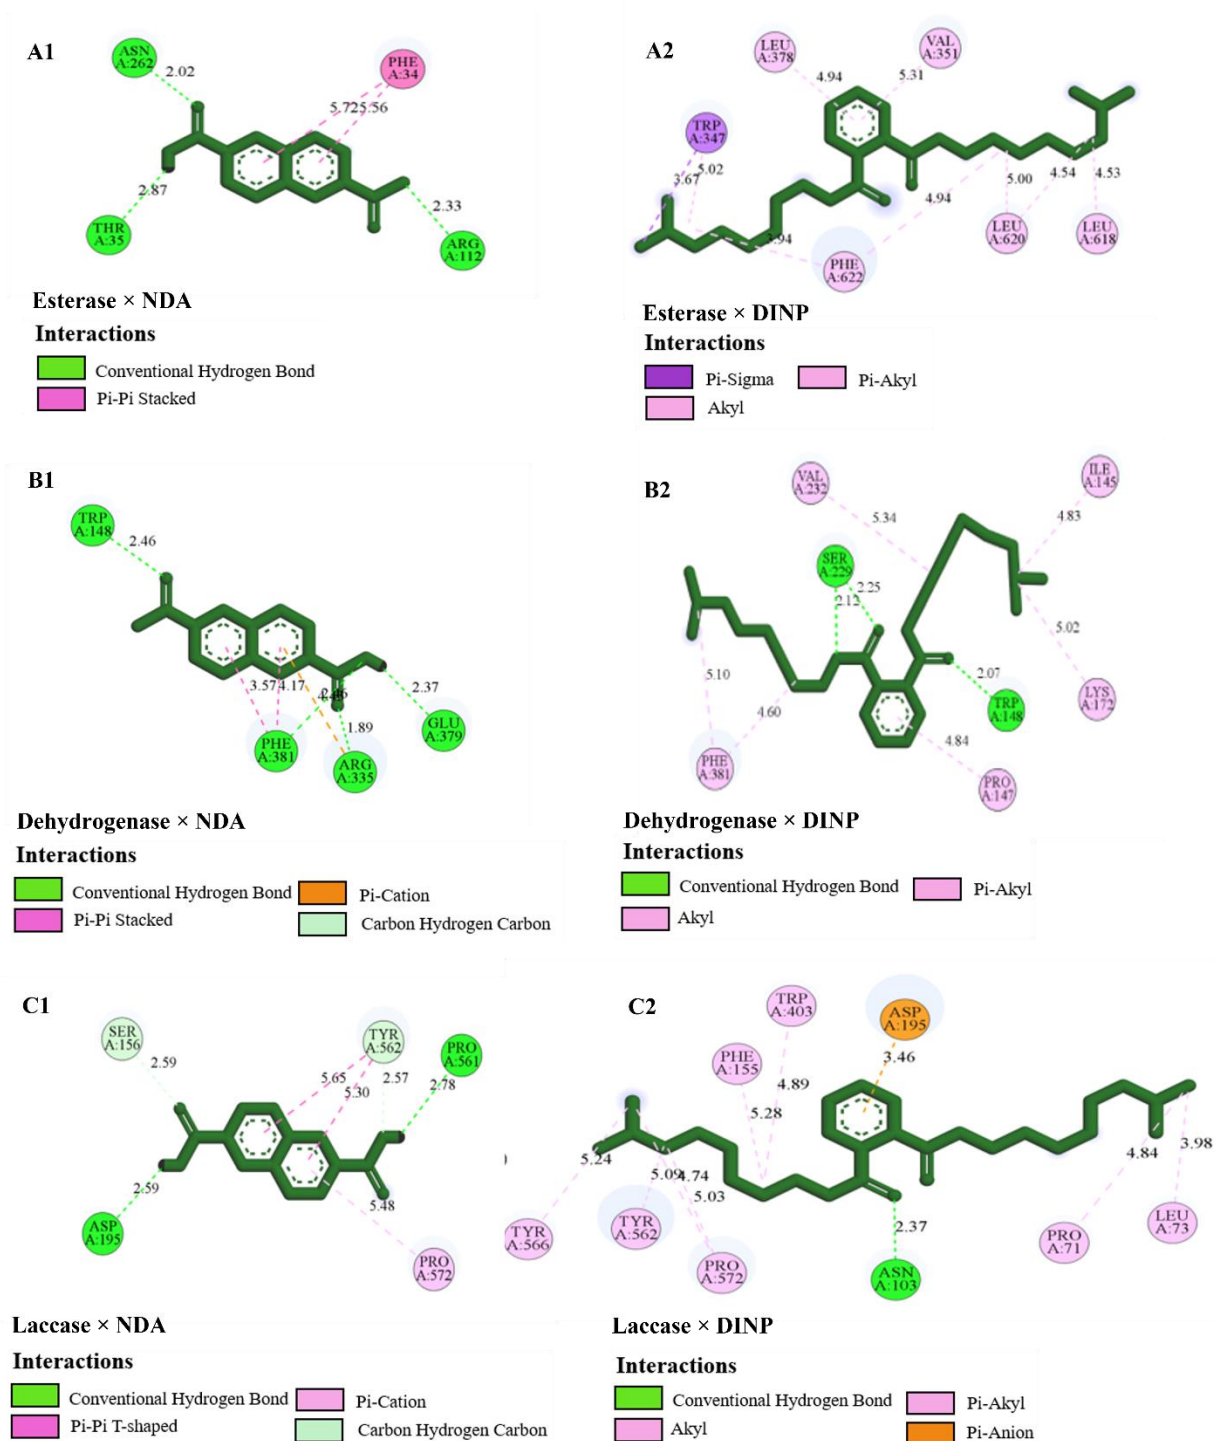 A1
ASN
A:262
2.02
PHE
A:34
5.72
5.56
2.87
THR
A:35
2.33
ARG
A:112
Esterase × NDA
Interactions
Conventional Hydrogen Bond
Pi-Pi Stacked
A2
LEU
A:378
VAL
A:351
4.94
5.31
TRP
A:347
3.67
5.02
4.94
5.00
4.54
4.53
3.94
PHE
A:622
LEU
A:620
LEU
A:618
Esterase × DINP
Interactions
Pi-Sigma
Pi-Akyl
Akyl
B1
TRP
A:148
2.46
3.57
4.17
2.37
1.89
PHE
A:381
ARG
A:335
GLU
A:379
Dehydrogenase × NDA
Interactions
Conventional Hydrogen Bond
Pi-Cation
Pi-Pi Stacked
Carbon Hydrogen Carbon
B2
VAL
A:232
ILE
A:145
5.34
4.83
SER
A:229
2.25
2.12
5.02
5.10
2.07
4.60
4.84
LYS
A:172
TRP
A:148
PHE
A:381
PRO
A:147
Dehydrogenase × DINP
Interactions
Conventional Hydrogen Bond
Pi-Akyl
Akyl
C1
SER
A:156
TYR
A:562
PRO
A:561
2.59
5.65
5.30
2.57
2.78
2.59
5.48
ASP
A:195
PRO
A:572
Laccase × NDA
Interactions
Conventional Hydrogen Bond
Pi-Cation
Pi-Pi T-shaped
Carbon Hydrogen Carbon
C2
TRP
A:403
ASP
A:195
PHE
A:155
3.46
4.89
5.28
5.24
5.09
4.74
5.03
4.84
3.98
2.37
TYR
A:566
TYR
A:562
PRO
A:572
ASN
A:103
PRO
A:71
LEU
A:73
Laccase × DINP
Interactions
Conventional Hydrogen Bond
Pi-Akyl
Akyl
Pi-Anion